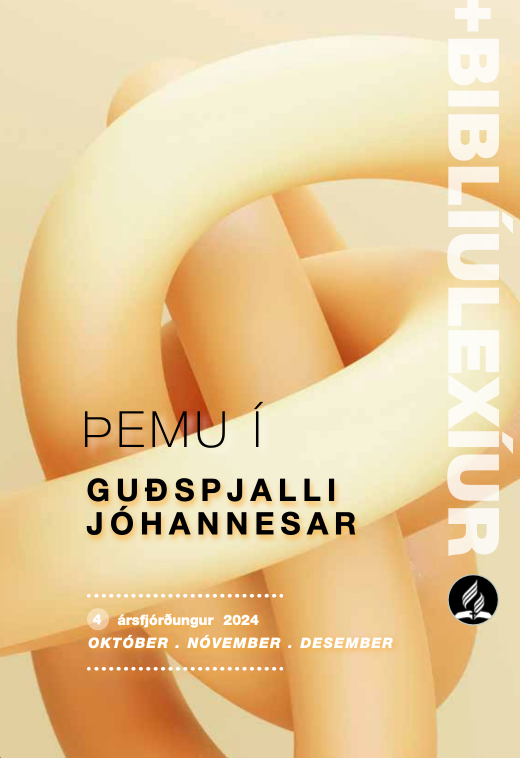 +BIBLÍULEXÍUR
ÞEMU Í
GUÐSPJALLI
JÓHANNESAR
4 ársfjórðungur 2024
OKTÓBER . NÓVEMBER . DESEMBER